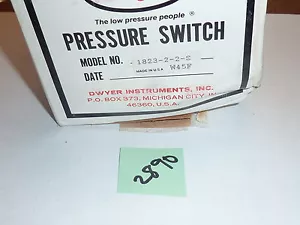 The low pressure people ®
PRESSURE SWITCH
MODEL NO. 1823-2-2-S
MADE IN U.S.A.
DATE W45F
DWYER INSTRUMENTS, INC.
P.O. BOX 373, MICHIGAN CITY, IN
46360, U.S.A.
2890